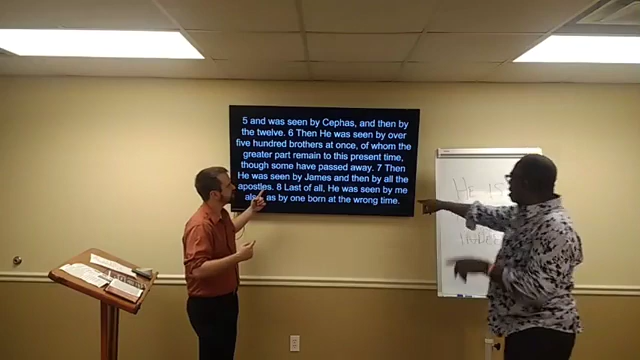 5 and was seen by Cephas, and then by
the twelve. 6 Then He was seen by over
five hundred brothers at once, of whom the
greater part remain to this present time,
though some have passed away. 7 Then
He was seen by James and then by all the
apostles. 8 Last of all, He was seen by me
also, as by one born at the wrong time.
HE IS